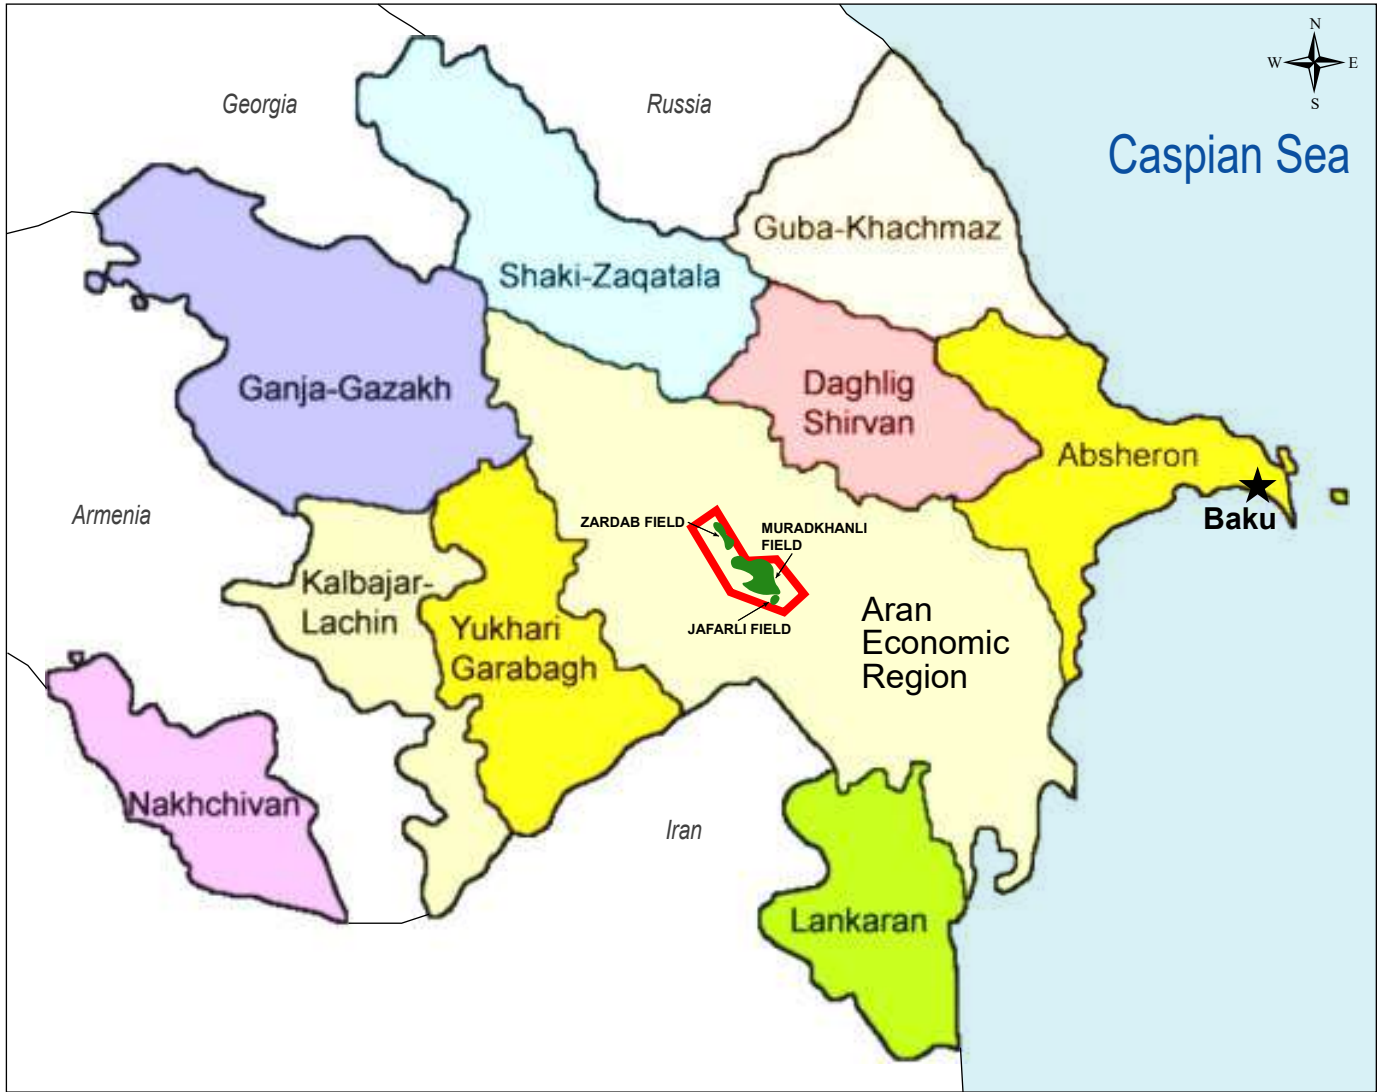 N
W
E
S
Georgia
Russia
Caspian Sea
Guba-Khachmaz
Shaki-Zaqatala
Ganja-Gazakh
Daghlig
Shirvan
Absheron
Baku
Armenia
ZARDAB FIELD
MURADKHANLI
FIELD
JAFARLI FIELD
Kalbajar-
Lachin
Yukhari
Garabagh
Aran
Economic
Region
Nakhchivan
Iran
Lankaran